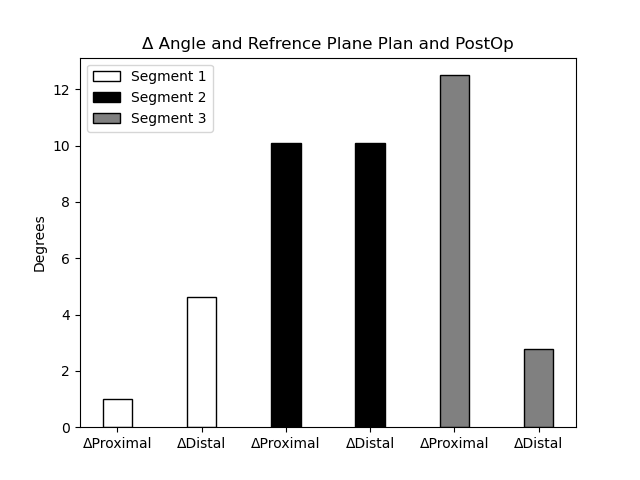 Δ Angle and Refrence Plane Plan and PostOp
Segment 1
Segment 2
Segment 3
Degrees
12
10
8
6
4
2
0
ΔProximal ΔDistal ΔProximal ΔDistal ΔProximal ΔDistal